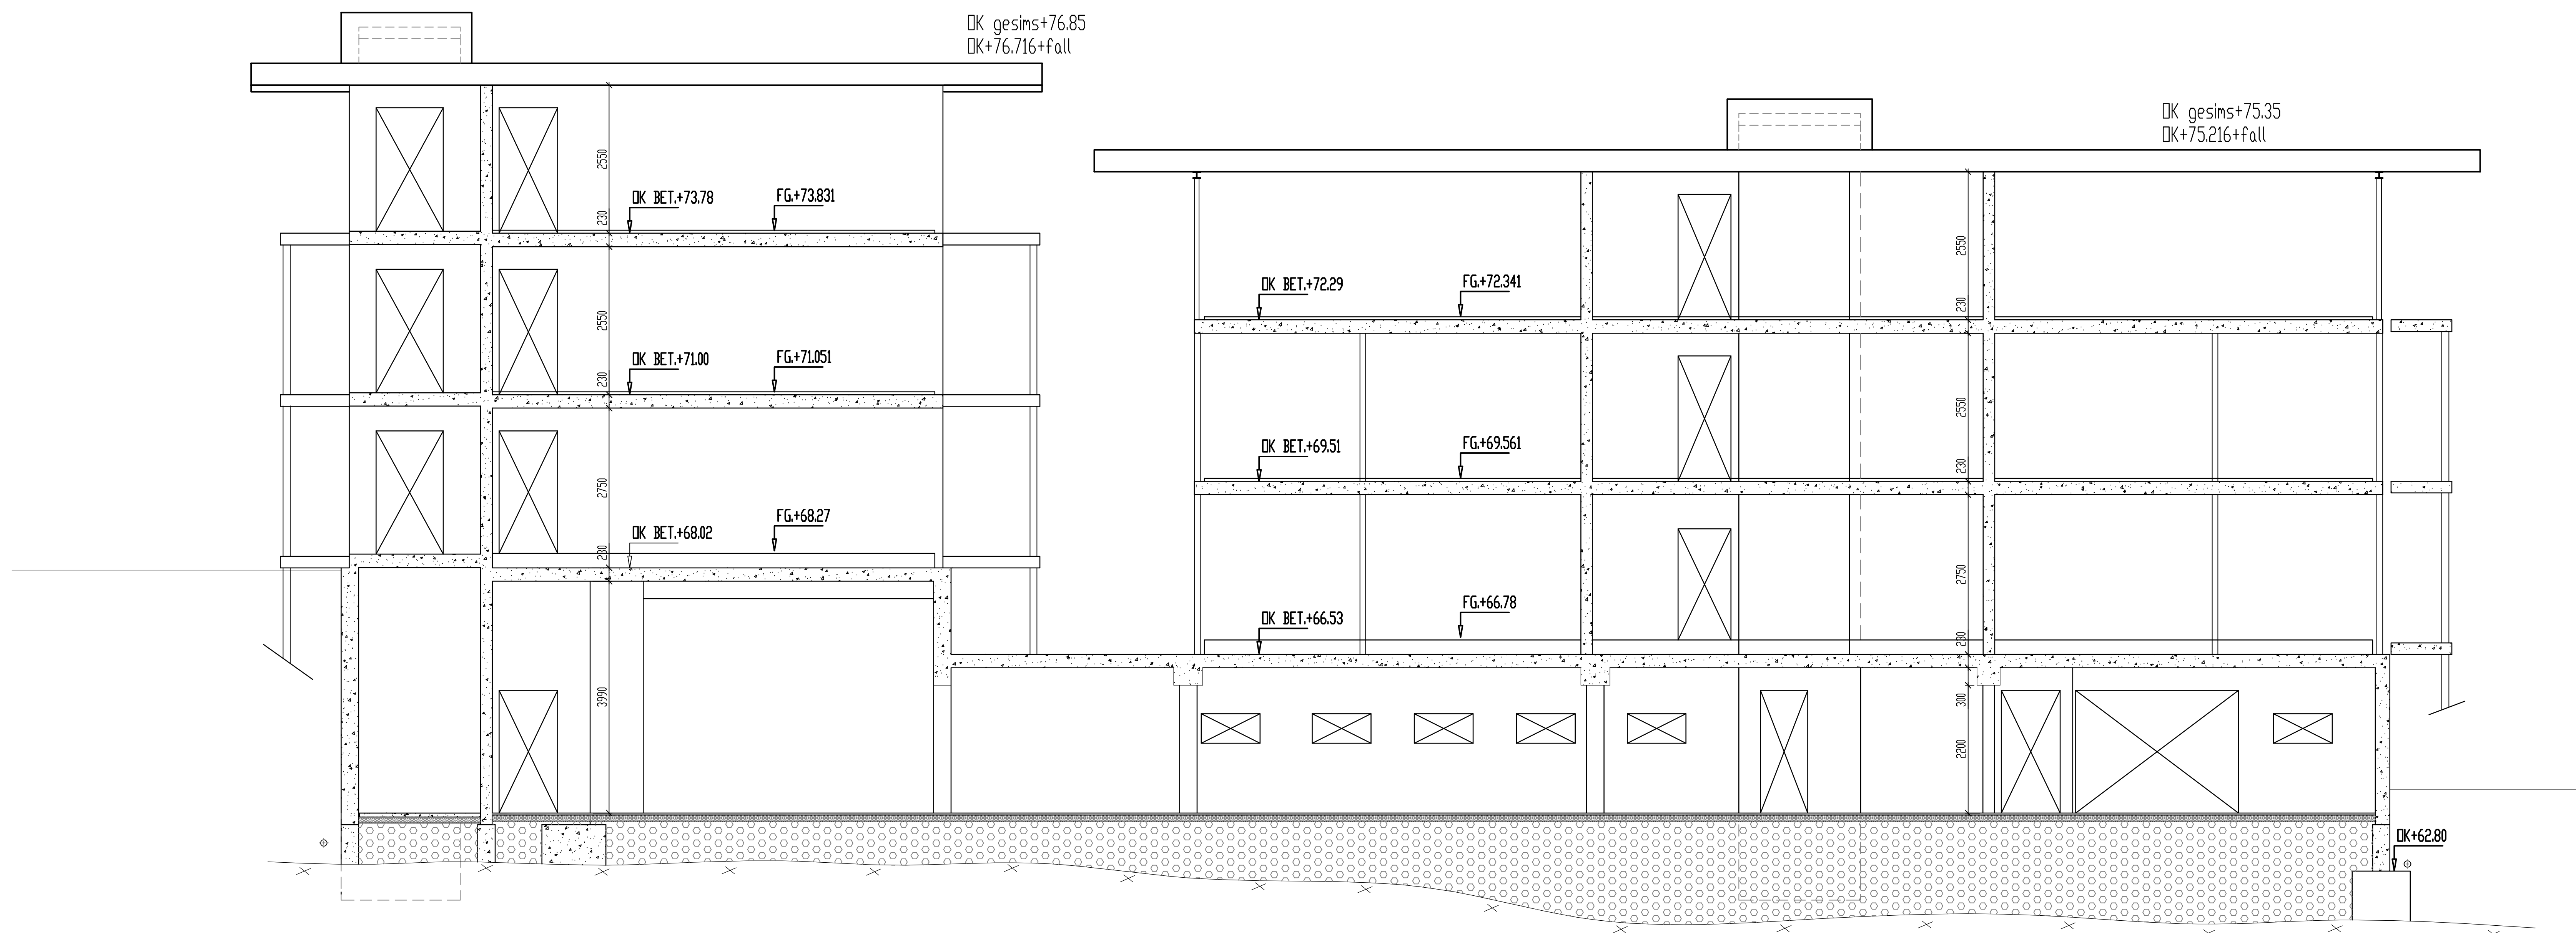 OK gesims+76.85
OK+76.716+fall
OK gesims+75.35
OK+75.216+fall
2550
OK BET.+73.78
FG.+73.831
230
2550
OK BET.+71.00
FG.+71.051
230
2750
OK BET.+68.02
FG.+68.27
230
3990
2550
OK BET.+72.29
FG.+72.341
230
2550
OK BET.+69.51
FG.+69.561
230
2750
OK BET.+66.53
FG.+66.78
230
300
2200
OK+62.80